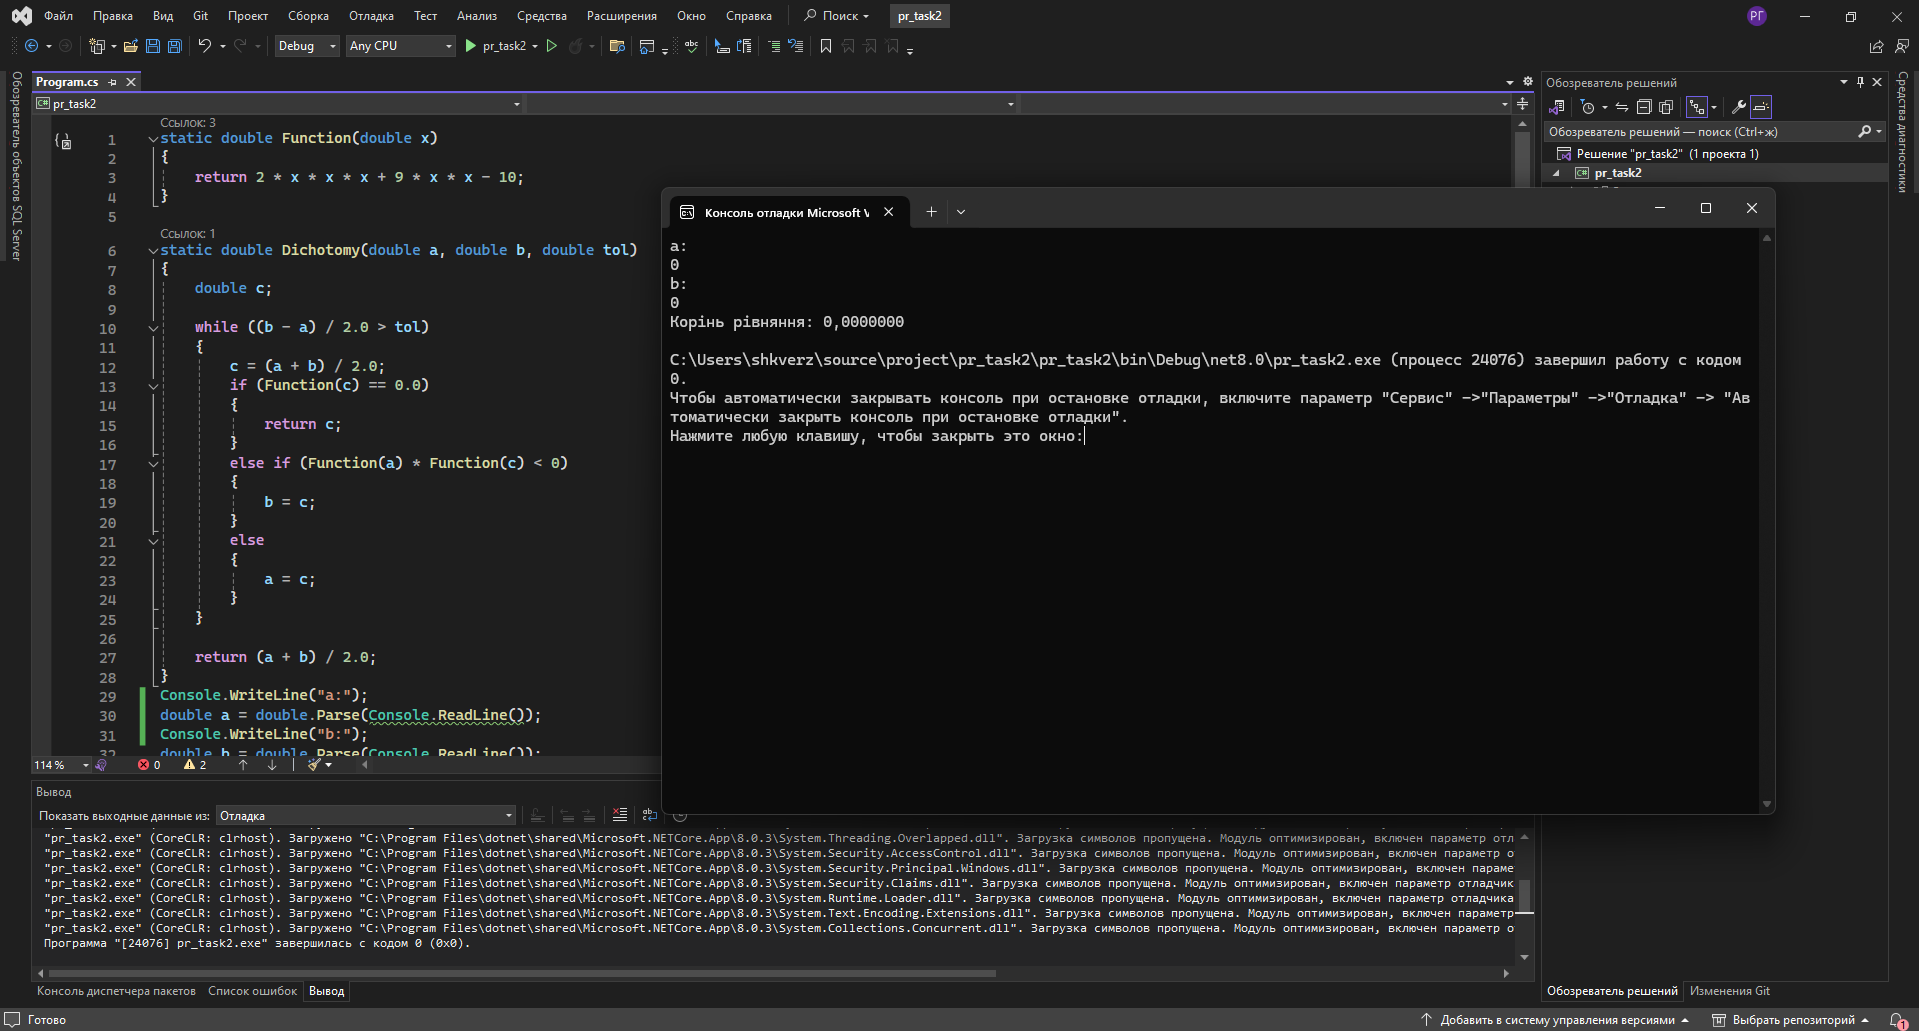 Файл Правка Вид Git Проект Сборка Отладка Тест Анализ Средства Расширения Окно Справка Поиск pr_task2 РГ
Debug Any CPU pr_task2
Обозреватель объектов SQL Server
Program.cs
pr_task2
Ссылок: 3
1 static double Function(double x)
2 {
3 return 2 * x * x * x + 9 * x * x - 10;
4 }
5
Ссылок: 1
6 static double Dichotomy(double a, double b, double tol)
7 {
8 double c;
9
10 while ((b - a) / 2.0 > tol)
11 {
12 c = (a + b) / 2.0;
13 if (Function(c) == 0.0)
14 {
15 return c;
16 }
17 else if (Function(a) * Function(c) < 0)
18 {
19 b = c;
20 }
21 else
22 {
23 a = c;
24 }
25 }
26
27 return (a + b) / 2.0;
28 }
29 Console.WriteLine("a:");
30 double a = double.Parse(Console.ReadLine());
31 Console.WriteLine("b:");
32 double b = double.Parse(Console.ReadLine());
114 % 0 2
Консоль отладки Microsoft V
a:
0
b:
0
Корінь рівняння: 0,0000000
C:\Users\shkverz\source\project\pr_task2\pr_task2\bin\Debug\net8.0\pr_task2.exe (процесс 24076) завершил работу с кодом
0.
Чтобы автоматически закрывать консоль при остановке отладки, включите параметр "Сервис" ->"Параметры" ->"Отладка" -> "Ав
томатически закрыть консоль при остановке отладки".
Нажмите любую клавишу, чтобы закрыть это окно:
Обозреватель решений
Обозреватель решений — поиск (Ctrl+ж)
Решение "pr_task2" (1 проекта 1)
pr_task2
Средства диагностики
Вывод
Показать выходные данные из: Отладка
"pr_task2.exe" (CoreCLR: clrhost). Загружено "C:\Program Files\dotnet\shared\Microsoft.NETCore.App\8.0.3\System.Threading.Overlapped.dll". Загрузка символов пропущена. Модуль оптимизирован, включен параметр отл
"pr_task2.exe" (CoreCLR: clrhost). Загружено "C:\Program Files\dotnet\shared\Microsoft.NETCore.App\8.0.3\System.Security.AccessControl.dll". Загрузка символов пропущена. Модуль оптимизирован, включен параметр о
"pr_task2.exe" (CoreCLR: clrhost). Загружено "C:\Program Files\dotnet\shared\Microsoft.NETCore.App\8.0.3\System.Security.Principal.Windows.dll". Загрузка символов пропущена. Модуль оптимизирован, включен параме
"pr_task2.exe" (CoreCLR: clrhost). Загружено "C:\Program Files\dotnet\shared\Microsoft.NETCore.App\8.0.3\System.Security.Claims.dll". Загрузка символов пропущена. Модуль оптимизирован, включен параметр отладчик
"pr_task2.exe" (CoreCLR: clrhost). Загружено "C:\Program Files\dotnet\shared\Microsoft.NETCore.App\8.0.3\System.Runtime.Loader.dll". Загрузка символов пропущена. Модуль оптимизирован, включен параметр отладчика
"pr_task2.exe" (CoreCLR: clrhost). Загружено "C:\Program Files\dotnet\shared\Microsoft.NETCore.App\8.0.3\System.Text.Encoding.Extensions.dll". Загрузка символов пропущена. Модуль оптимизирован, включен параметр
"pr_task2.exe" (CoreCLR: clrhost). Загружено "C:\Program Files\dotnet\shared\Microsoft.NETCore.App\8.0.3\System.Collections.Concurrent.dll". Загрузка символов пропущена. Модуль оптимизирован, включен параметр о
Программа "[24076] pr_task2.exe" завершилась с кодом 0 (0x0).
Консоль диспетчера пакетов Список ошибок Вывод
Обозреватель решений Изменения Git
Готово
Добавить в систему управления версиями Выбрать репозиторий 1